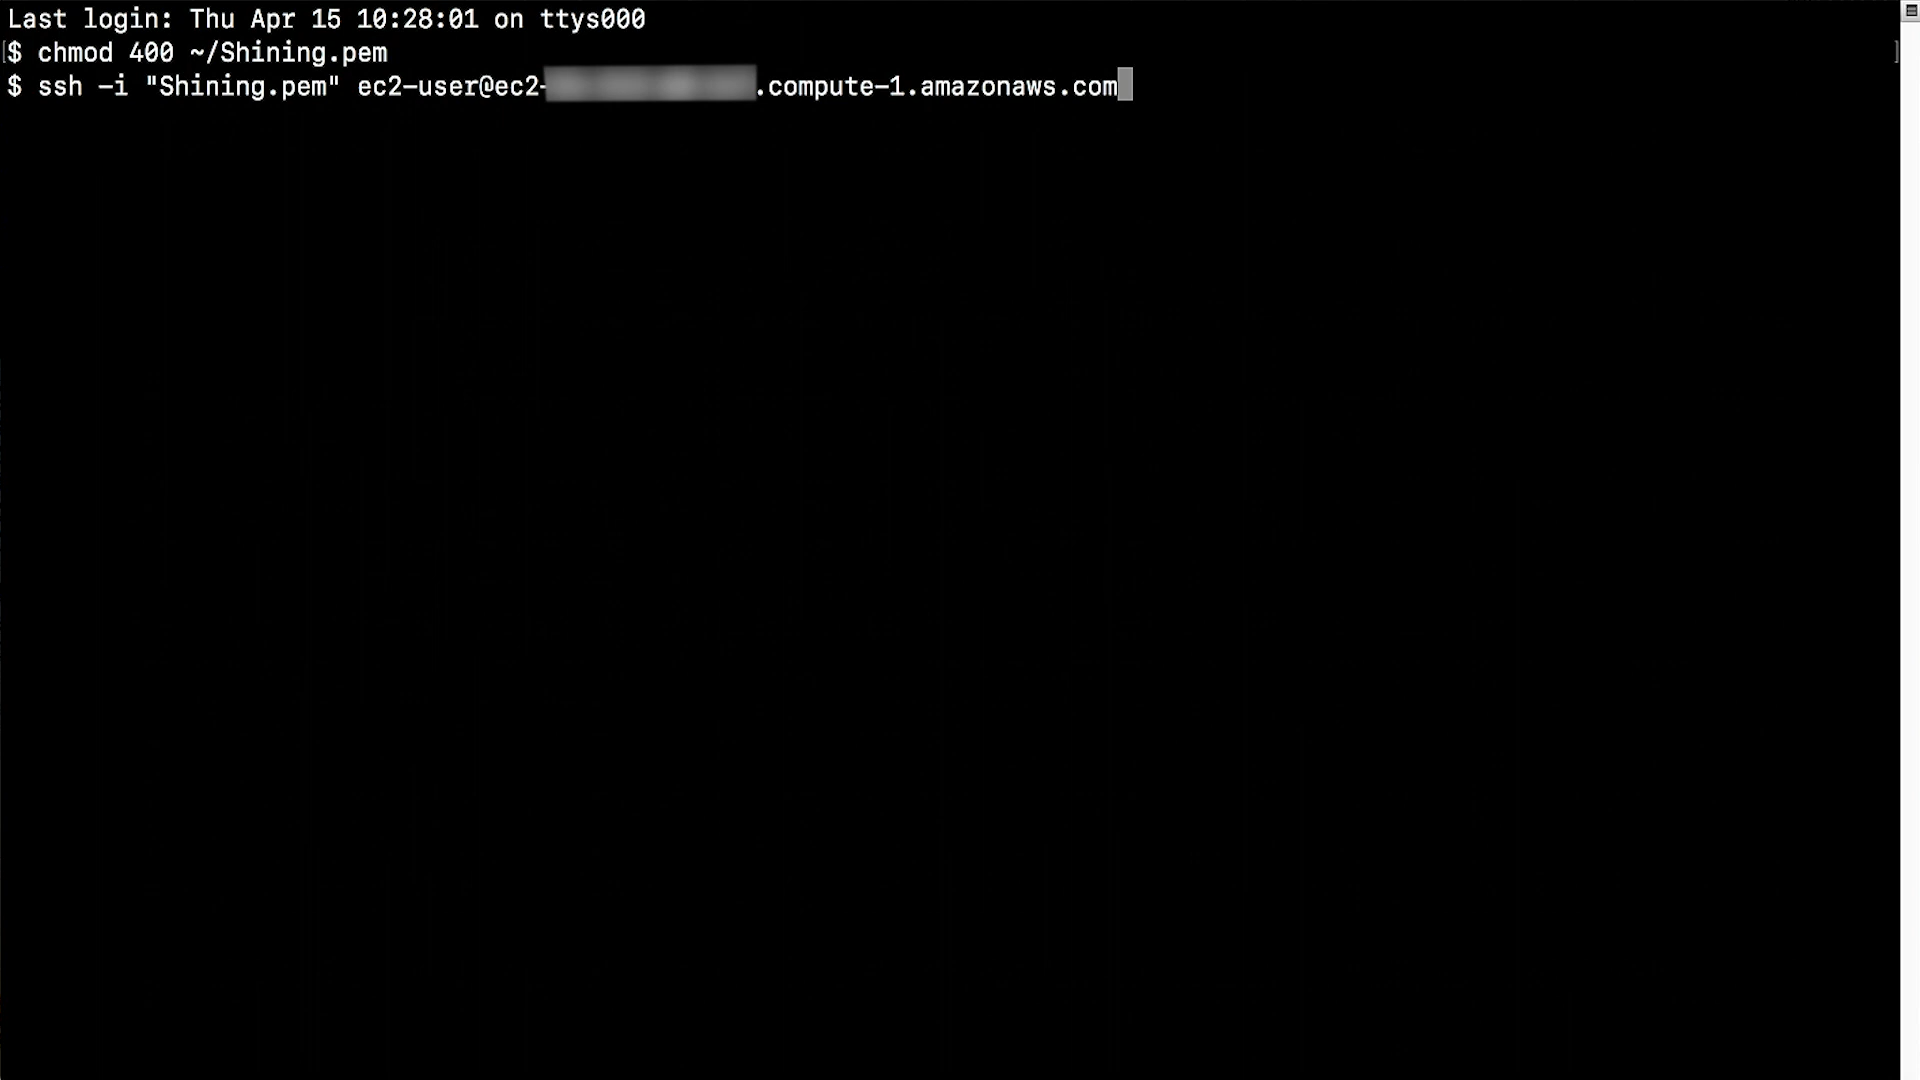 Last login: Thu Apr 15 10:28:01 on ttys000
[$ chmod 400 ~/Shining.pem ]
$ ssh -i "Shining.pem" ec2-user@ec2- .compute-1.amazonaws.com